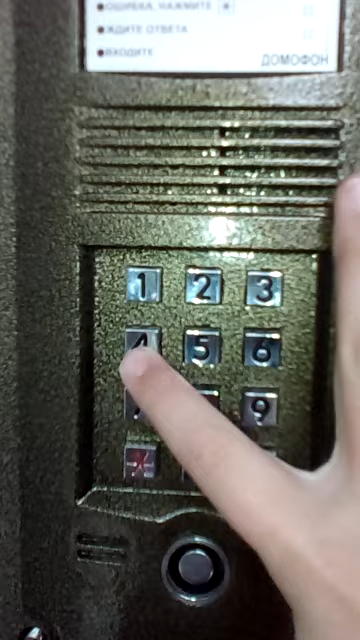 ●ОШИБКА, НАЖМИТЕ *
●ЖДИТЕ ОТВЕТА
●ВХОДИТЕ
ДОМОФОН
1 2 3
4 5 6
9